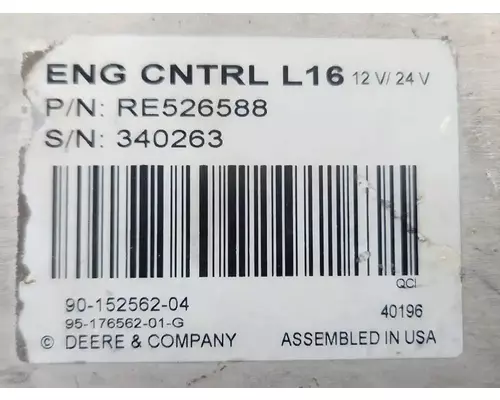 ENG CNTRL L16 12 V/ 24 V
P/N: RE526588
S/N: 340263
QCI
90-152562-04 40196
95-176562-01-G
© DEERE & COMPANY ASSEMBLED IN USA